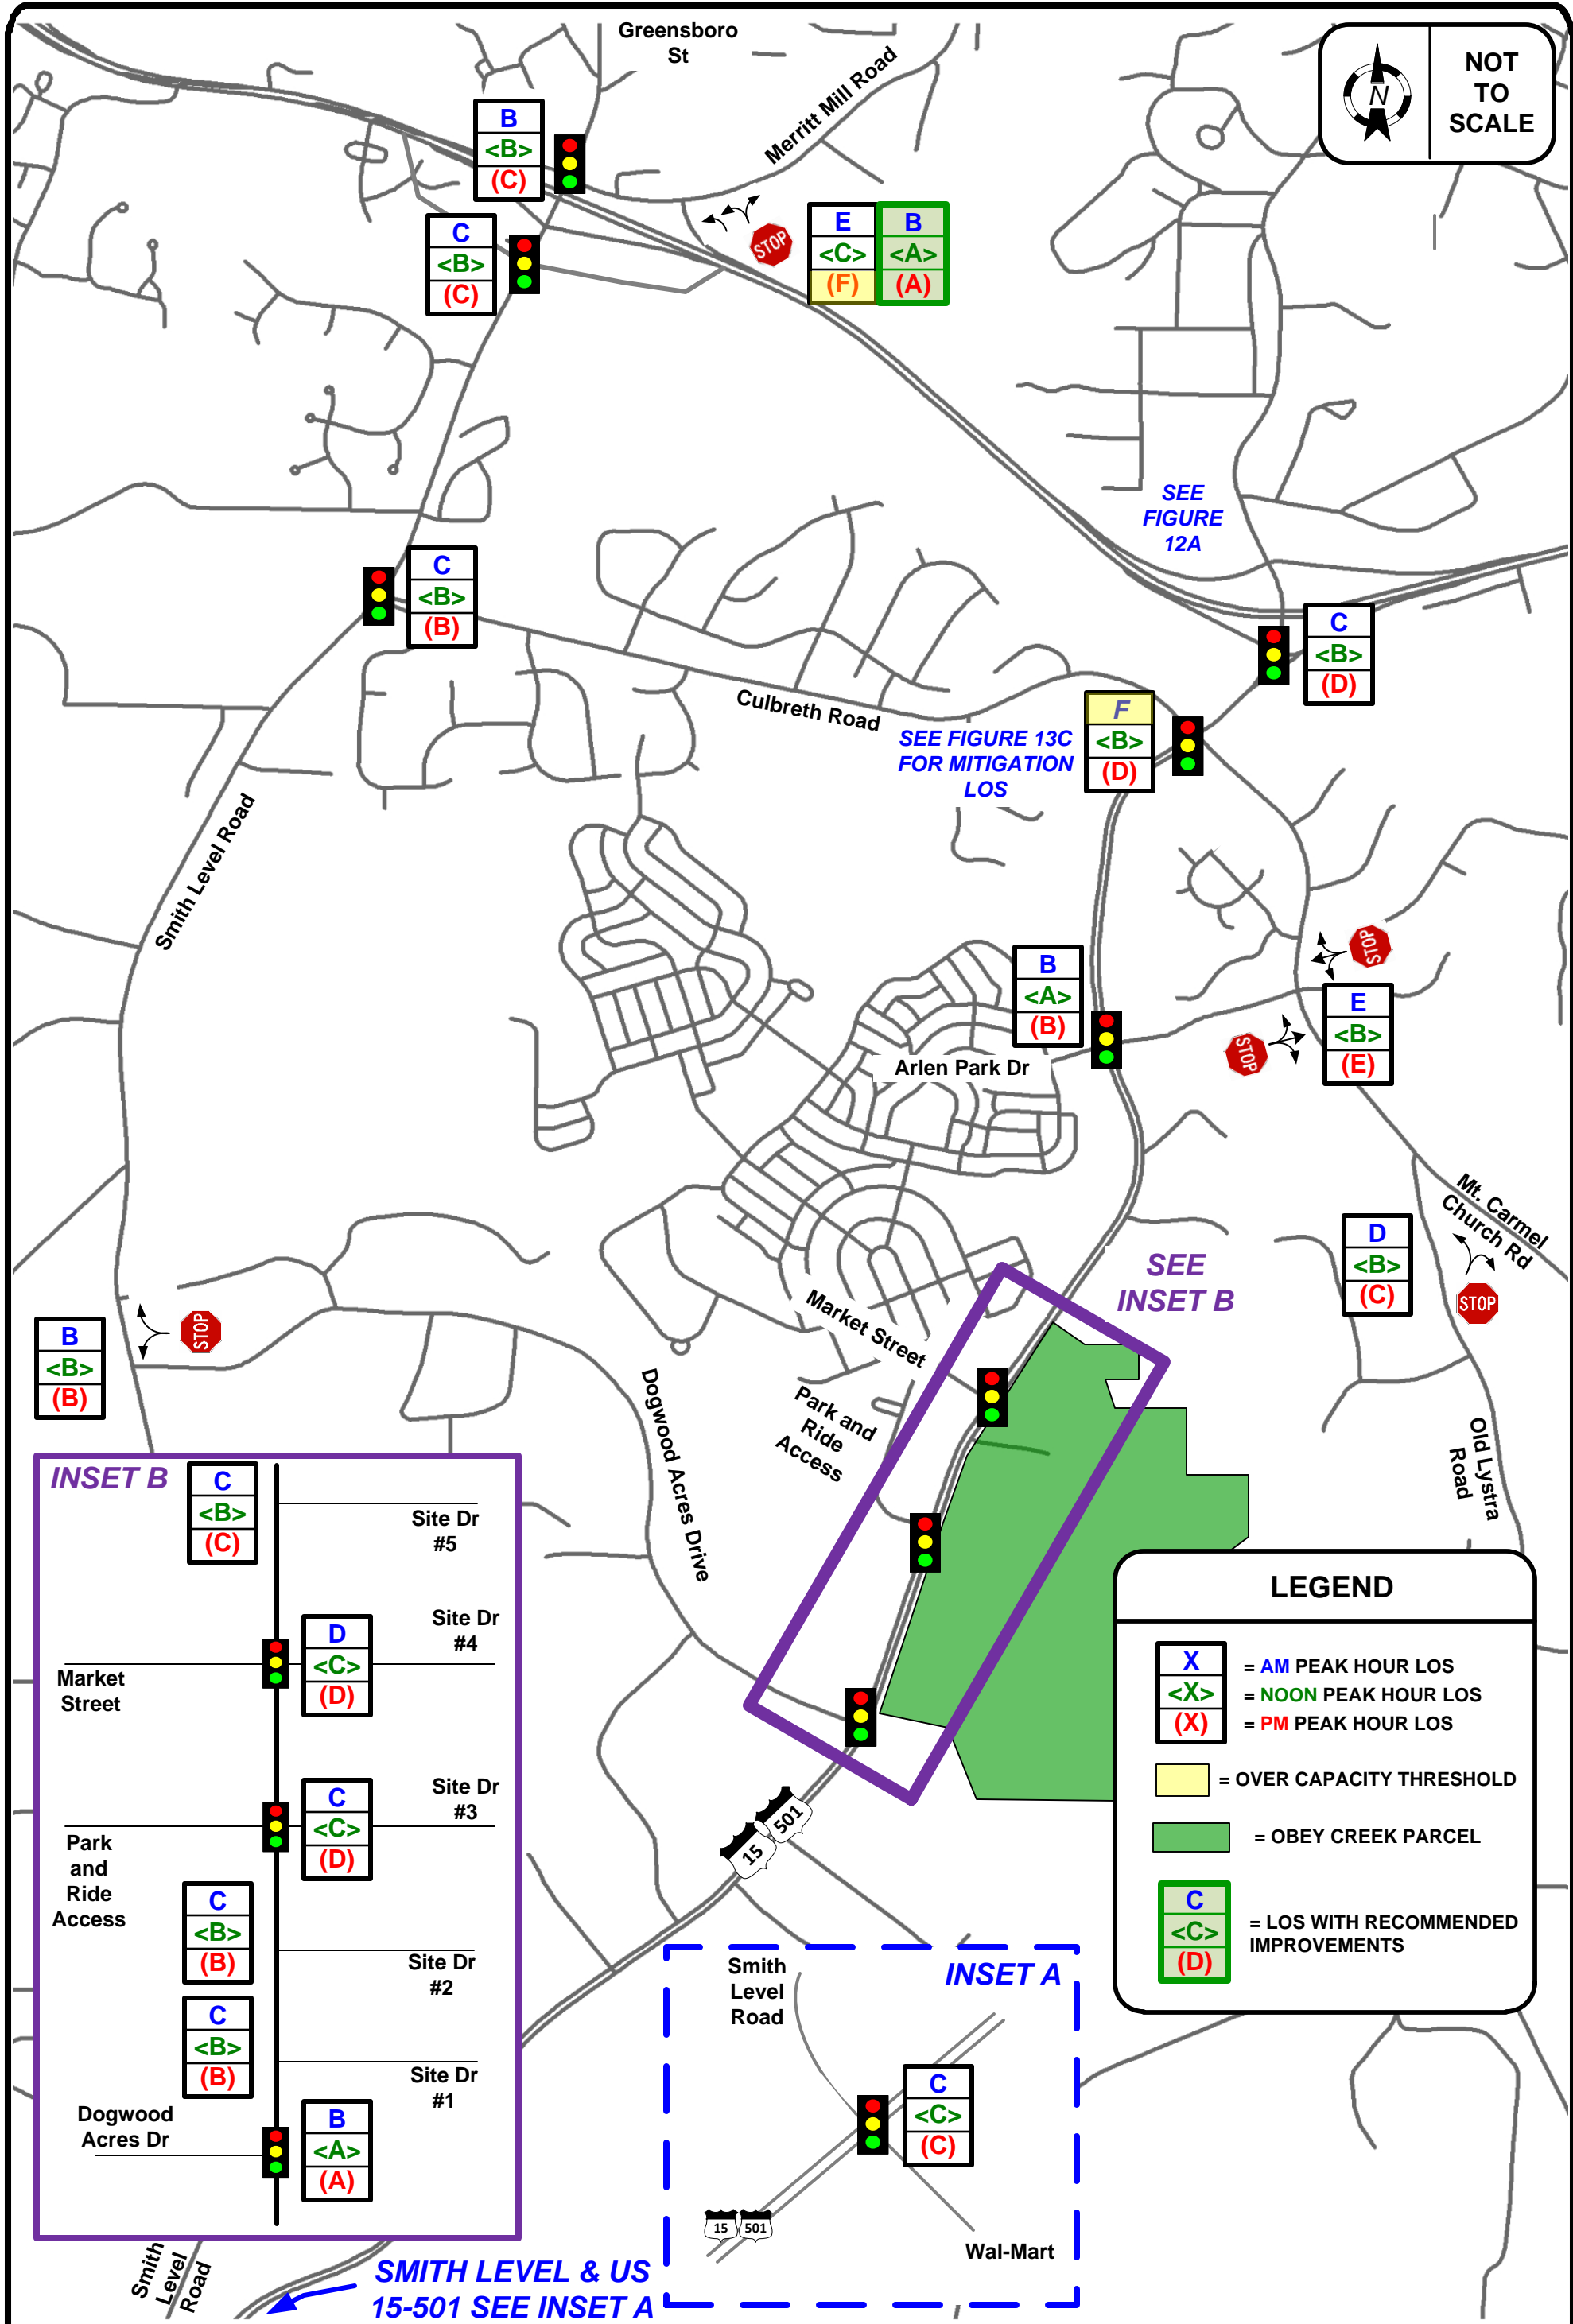 Greensboro
St
Merritt Mill Road
N
NOT
TO
SCALE
B
<B>
(C)
C
<B>
(C)
STOP
E
<C>
(F)
B
<A>
(A)
SEE
FIGURE
12A
C
<B>
(B)
C
<B>
(D)
Culbreth Road
SEE FIGURE 13C
FOR MITIGATION
LOS
F
<B>
(D)
Smith Level Road
STOP
B
<A>
(B)
Arlen Park Dr
STOP
E
<B>
(E)
Mt. Carmel
Church Rd
D
<B>
(C)
STOP
SEE
INSET B
Market Street
STOP
B
<B>
(B)
Dogwood Acres Drive
Park and
Ride
Access
Old Lystra
Road
INSET B
C
<B>
(C)
Site Dr
#5
Site Dr
#4
D
<C>
(D)
Market
Street
Site Dr
#3
C
<C>
(D)
Park
and
Ride
Access
C
<B>
(B)
Site Dr
#2
C
<B>
(B)
Site Dr
#1
Dogwood
Acres Dr
B
<A>
(A)
15
501
LEGEND
X
<X>
(X)
= AM PEAK HOUR LOS
= NOON PEAK HOUR LOS
= PM PEAK HOUR LOS
= OVER CAPACITY THRESHOLD
= OBEY CREEK PARCEL
C
<C>
(D)
= LOS WITH RECOMMENDED
IMPROVEMENTS
INSET A
Smith
Level
Road
C
<C>
(C)
15
501
Wal-Mart
Smith
Level
Road
SMITH LEVEL & US
15-501 SEE INSET A